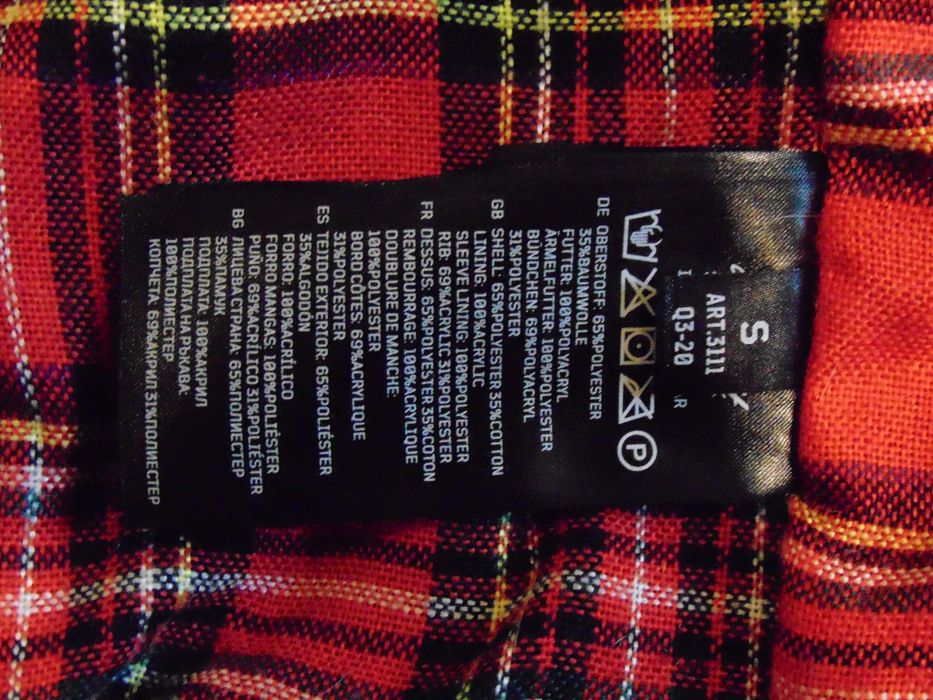 S
ART.3111
Q3-20
R
P
DE OBERSTOFF: 65%POLYESTER
35%BAUMWOLLE
FUTTER: 100%POLYACRYL
ÄRMELFUTTER: 100%POLYESTER
BÜNDCHEN: 69%POLYACRYL
31%POLYESTER
GB SHELL: 65%POLYESTER 35%COTTON
LINING: 100%ACRYLIC
SLEEVE LINING: 100%POLYESTER
RIB: 69%ACRYLIC 31%POLYESTER
FR DESSUS: 65%POLYESTER 35%COTTON
REMBOURRAGE: 100%ACRYLIQUE
DOUBLURE DE MANCHE:
100%POLYESTER
BORD CÔTES: 69%ACRYLIQUE
31%POLYESTER
ES TEJIDO EXTERIOR: 65%POLIÉSTER
35%ALGODÓN
FORRO: 100%ACRÍLICO
FORRO MANGAS: 100%POLIÉSTER
PUÑO: 69%ACRÍLICO 31%POLIÉSTER
BG ЛИЦЕВА СТРАНА: 65%ПОЛИЕСТЕР
35%ПАМУК
ПОДПЛАТА: 100%АКРИЛ
ПОДПЛАТА НА РЪКАВА:
100%ПОЛИЕСТЕР
КОПЧЕТА: 69%АКРИЛ 31%ПОЛИЕСТЕР